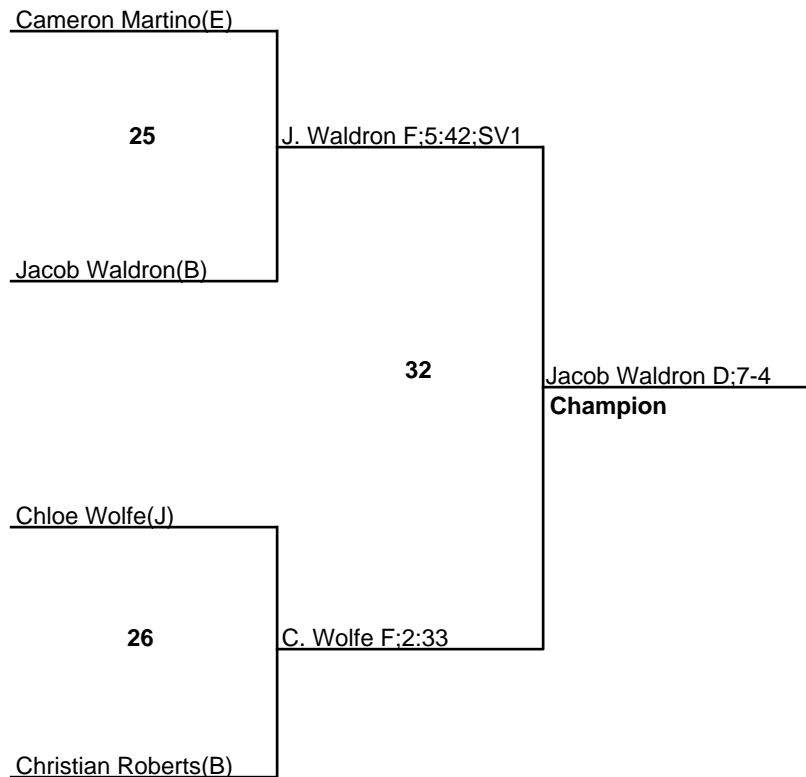 Cameron Martino(E)
25
J. Waldron F;5:42;SV1
Jacob Waldron(B)
32
Jacob Waldron D;7-4
Champion
Chloe Wolfe(J)
26
C. Wolfe F;2:33
Christian Roberts(B)